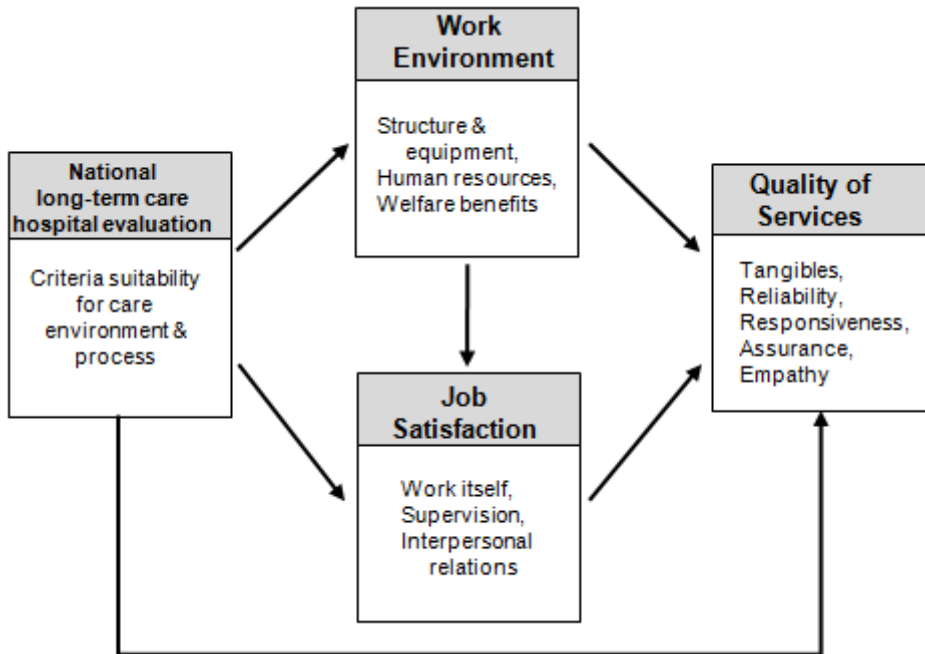 Work
Environment
Structure &
equipment,
Human resources,
Welfare benefits
National
long-term care
hospital evaluation
Criteria suitability
for care
environment &
process
Quality of
Services
Tangibles,
Reliability,
Responsiveness,
Assurance,
Empathy
Job
Satisfaction
Work itself,
Supervision,
Interpersonal
relations